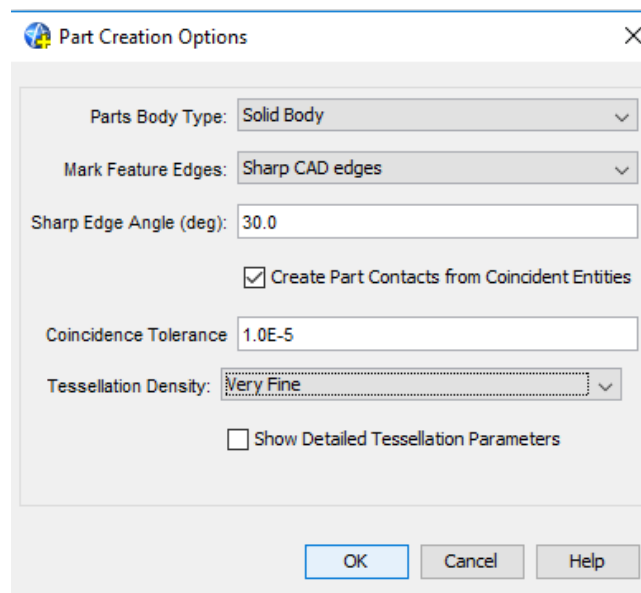 Part Creation Options
Parts Body Type: Solid Body
Mark Feature Edges: Sharp CAD edges
Sharp Edge Angle (deg): 30.0
Create Part Contacts from Coincident Entities
Coincidence Tolerance 1.0E-5
Tessellation Density: Very Fine
Show Detailed Tessellation Parameters
OK Cancel Help